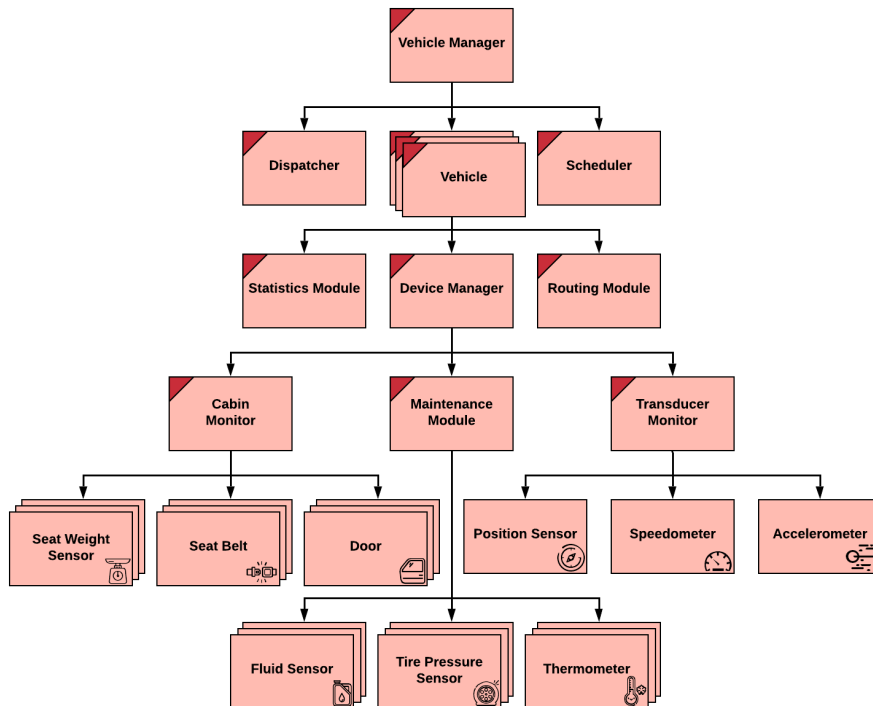 Vehicle Manager
Dispatcher
Vehicle
Scheduler
Statistics Module
Device Manager
Routing Module
Cabin
Monitor
Maintenance
Module
Transducer
Monitor
Seat Weight
Sensor
Seat Belt
Door
Position Sensor
Speedometer
Accelerometer
Fluid Sensor
Tire Pressure
Sensor
Thermometer